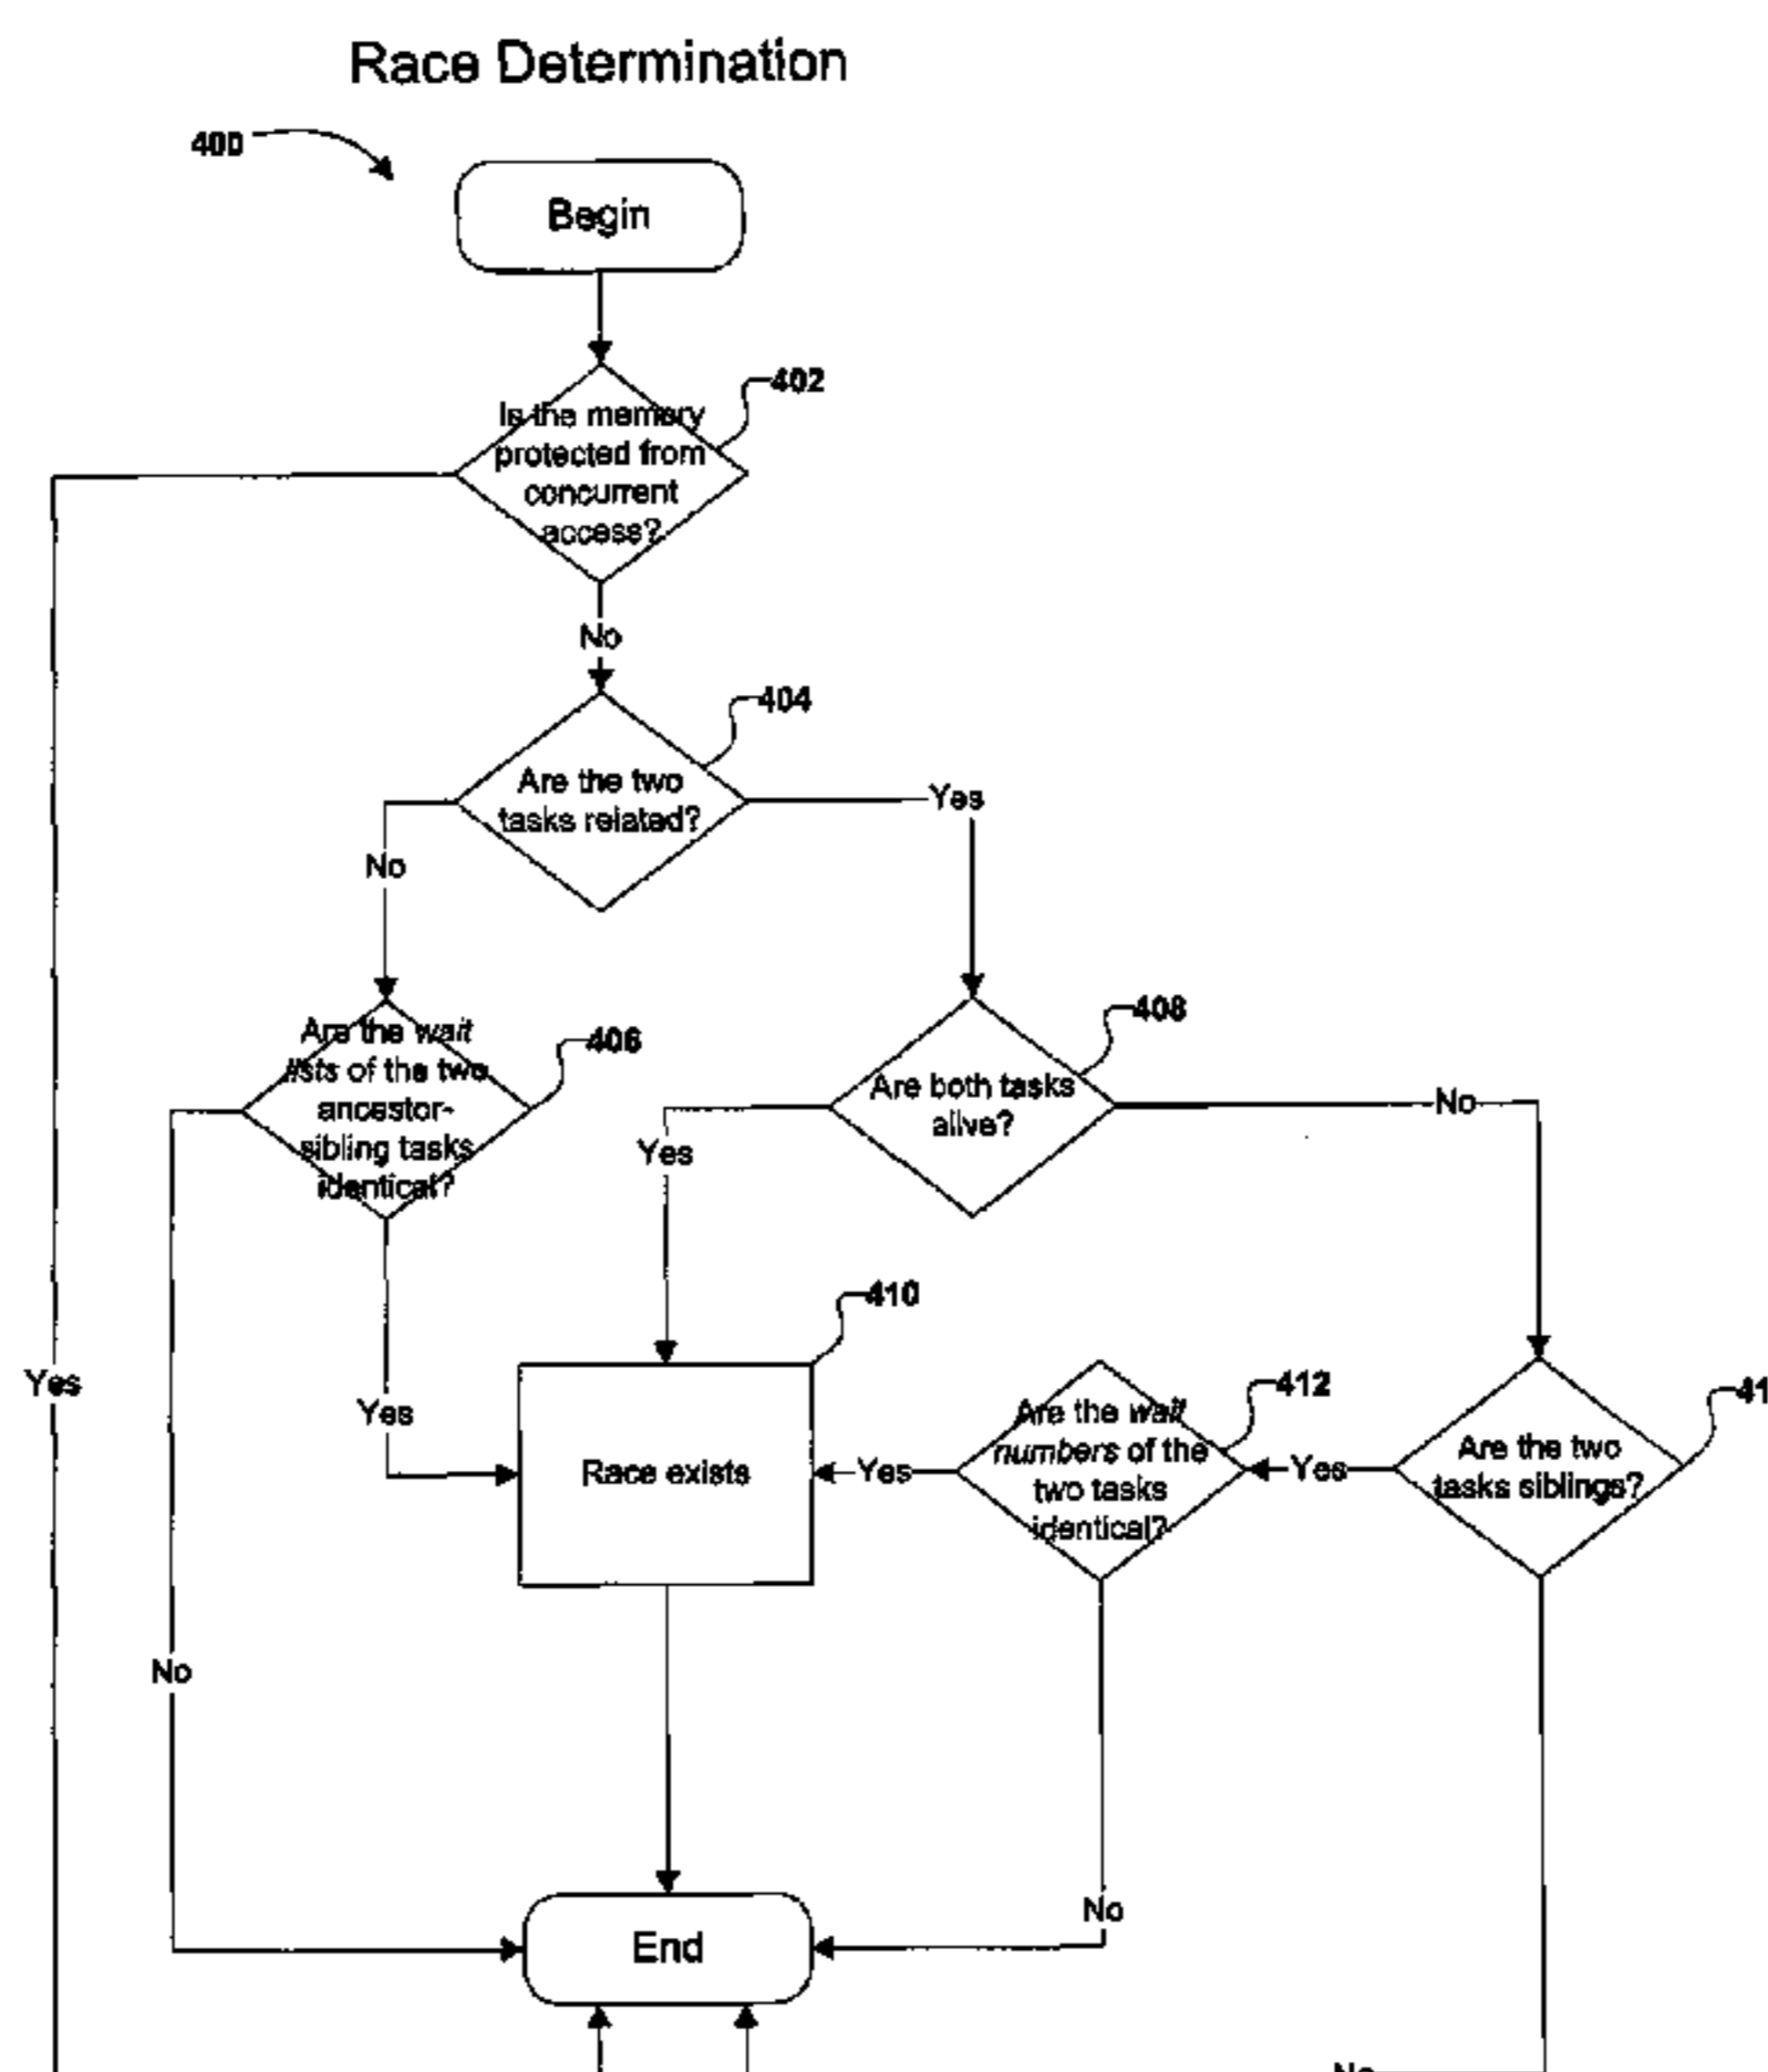 Race Determination
400
Begin
402
Is the memory
protected from
concurrent
access?
No
404
Are the two
tasks related?
Yes
No
408
406
Are the wait
lists of the two
ancestor-
sibling tasks
identical?
Are both tasks
alive?
No
Yes
410
Yes
412
41
Are the wait
numbers of the
two tasks
identical?
Are the two
tasks siblings?
Yes
Race exists
Yes
Yes
No
No
End
No